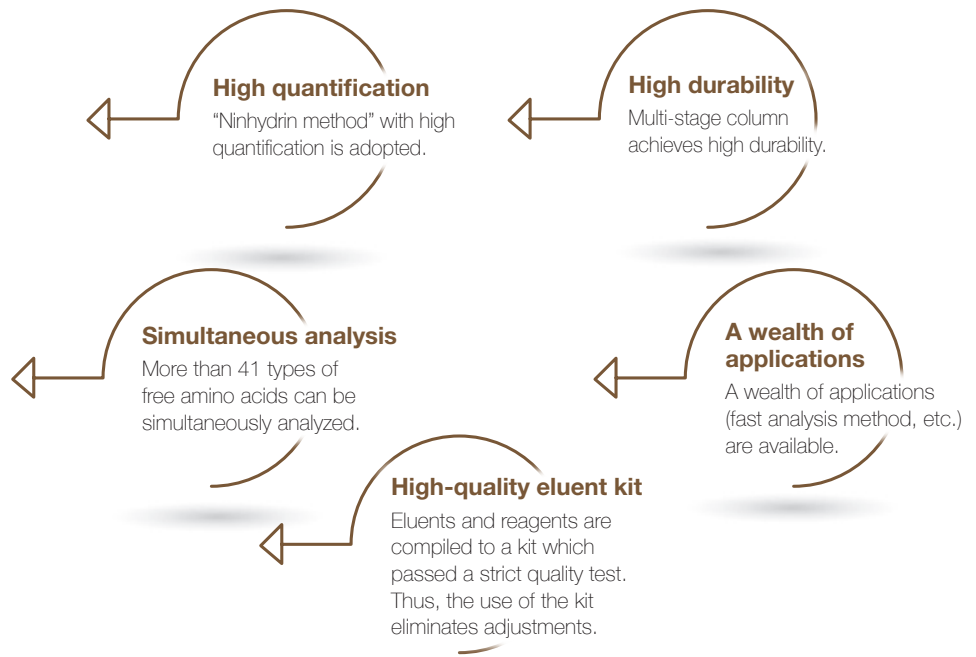 High quantification
“Ninhydrin method” with high
quantification is adopted.
High durability
Multi-stage column
achieves high durability.
Simultaneous analysis
More than 41 types of
free amino acids can be
simultaneously analyzed.
A wealth of
applications
A wealth of applications
(fast analysis method, etc.)
are available.
High-quality eluent kit
Eluents and reagents are
compiled to a kit which
passed a strict quality test.
Thus, the use of the kit
eliminates adjustments.